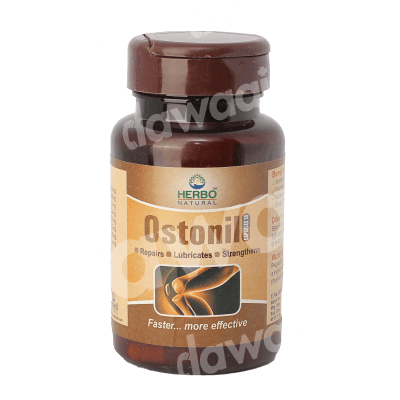 dawaai
HERBO
NATURAL
Ostonil
CAPSULES
Repairs Lubricates Strengthens
Faster... more effective
dawaai